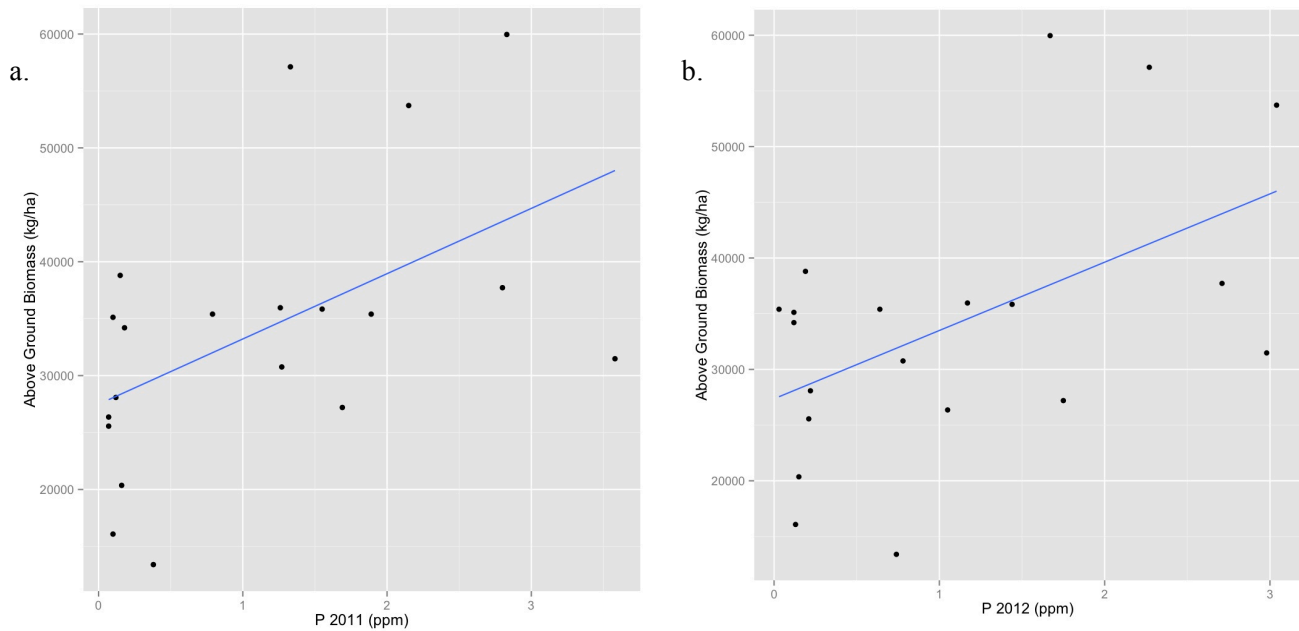 a.
Above Ground Biomass (kg/ha)
60000
50000
40000
30000
20000
0 1 2 3
P 2011 (ppm)
b.
Above Ground Biomass (kg/ha)
60000
50000
40000
30000
20000
0 1 2 3
P 2012 (ppm)